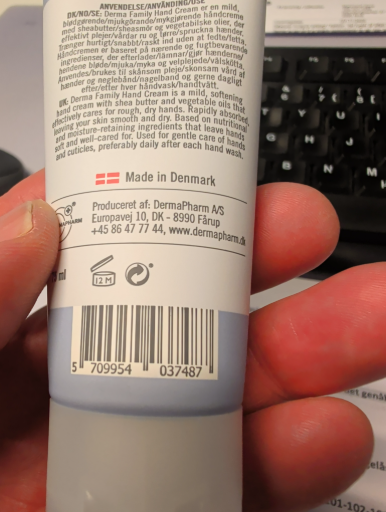 ANVENDELSE/ANVÄNDNING/USE
DK/NO/SE: Derma Family Hand Cream er en mild,
blødgørende/mjukgörande/mykgjørende håndcreme
med sheasmør og vegetabilske olier, der
effektivt plejer/vårdar ru og tørre/spruckna hænder.
Trænger hurtigt/snabbt/raskt ind uden at fedte/
Håndcremen er baseret på nærende og fugtbevarende
ingredienser, der efterlader/lämnar/gjør hænderne/
hendene bløde/mjuka/myka og velplejede/välskötta.
Anvendes/brukes til skånsom pleje/skonsam vård af
hænder og neglebånd/nagelband og gerne dagligt
efter/etter hver håndvask/handtvätt.
UK: Derma Family Hand Cream is a mild, softening
hand cream with shea butter and vegetable oils that
effectively cares for rough, dry hands. Rapidly absorbed,
leaving your skin smooth and dry. Based on nutritional
and moisture-retaining ingredients that leave hands
soft and well-cared for. Used for gentle care of hands
and cuticles, preferably daily after each hand wash.
Made in Denmark
Produceret af: DermaPharm A/S
Europavej 10, DK - 8990 Fårup
+45 86 47 77 44, www.dermapharm.dk
ml
12 M
5 709954 037487
G H J
B N M